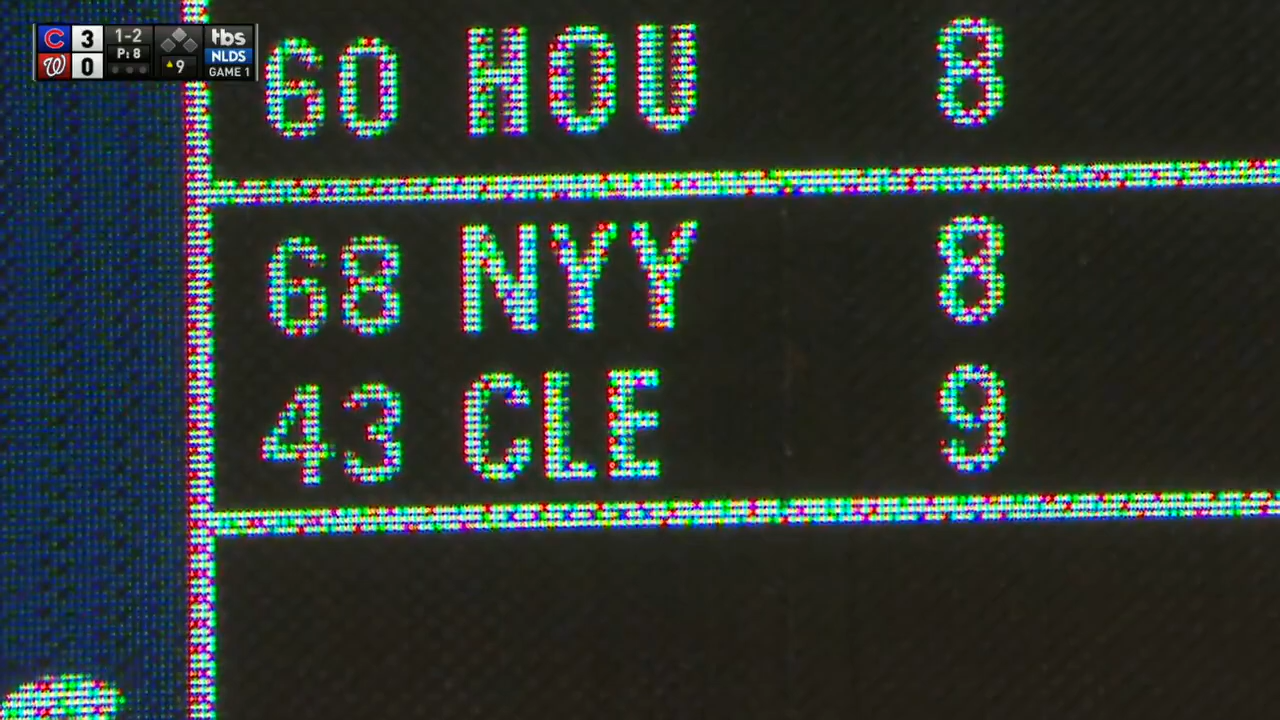 C 3 1-2 tbs
W 0 P: 8 NLDS
9 GAME 1
60 HOU 8
68 NYY 8
43 CLE 9